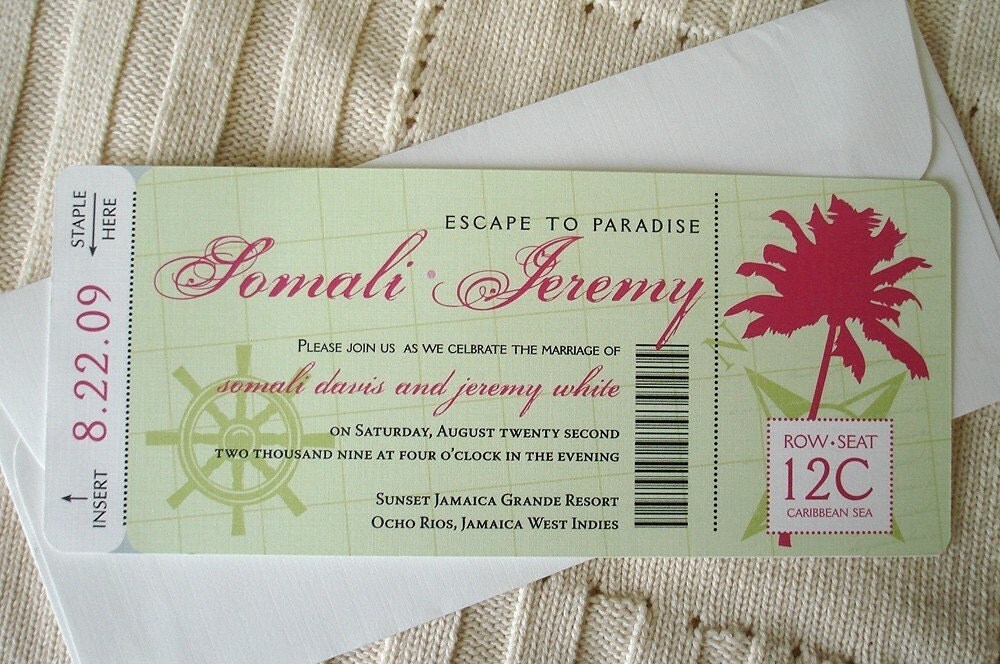 STAPLE
HERE
8.22.09
INSERT
ESCAPE TO PARADISE
Somali · Jeremy
PLEASE JOIN US AS WE CELBRATE THE MARRIAGE OF
somali davis and jeremy white
ON SATURDAY, AUGUST TWENTY SECOND
TWO THOUSAND NINE AT FOUR O'CLOCK IN THE EVENING
SUNSET JAMAICA GRANDE RESORT
OCHO RIOS, JAMAICA WEST INDIES
N
ROW·SEAT
12C
CARIBBEAN SEA